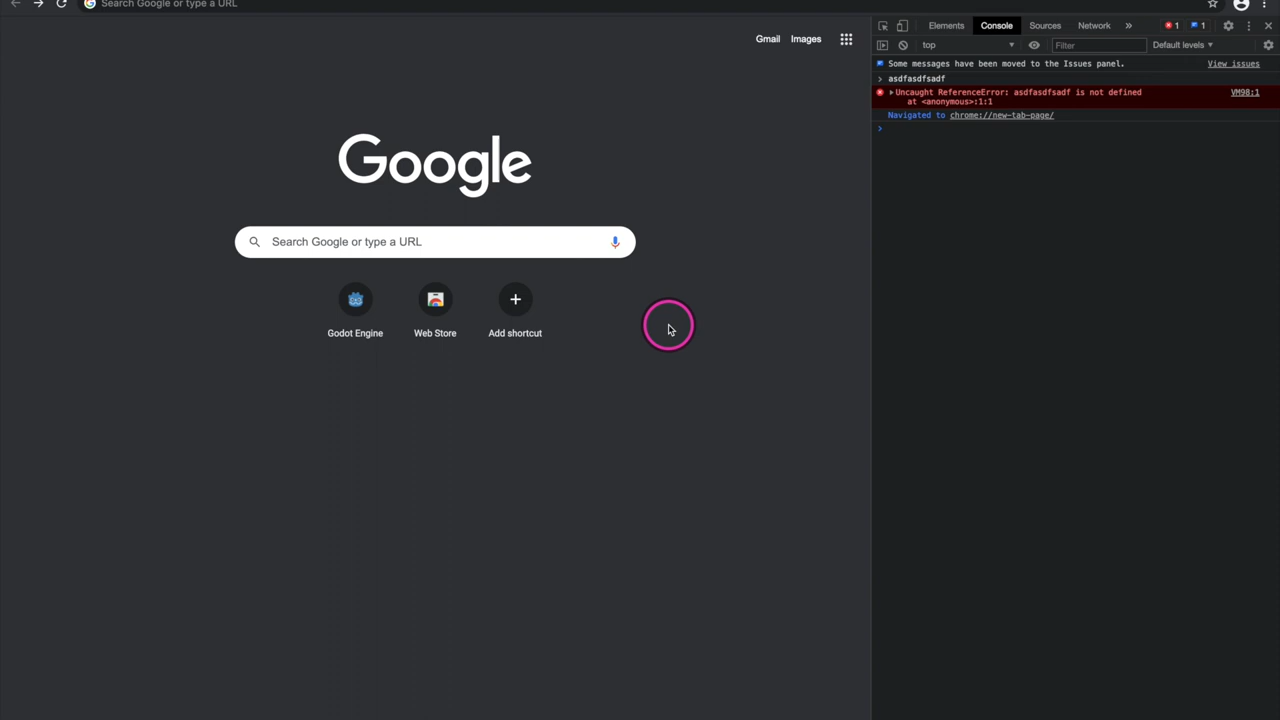 Search Google or type a URL
Gmail Images
Google
Search Google or type a URL
Godot Engine Web Store Add shortcut
Elements Console Sources Network » 1 1
top Filter Default levels
Some messages have been moved to the Issues panel. View issues
> asdfasdfsadf
Uncaught ReferenceError: asdfasdfsadf is not defined VM98:1
at <anonymous>:1:1
Navigated to chrome://new-tab-page/
>